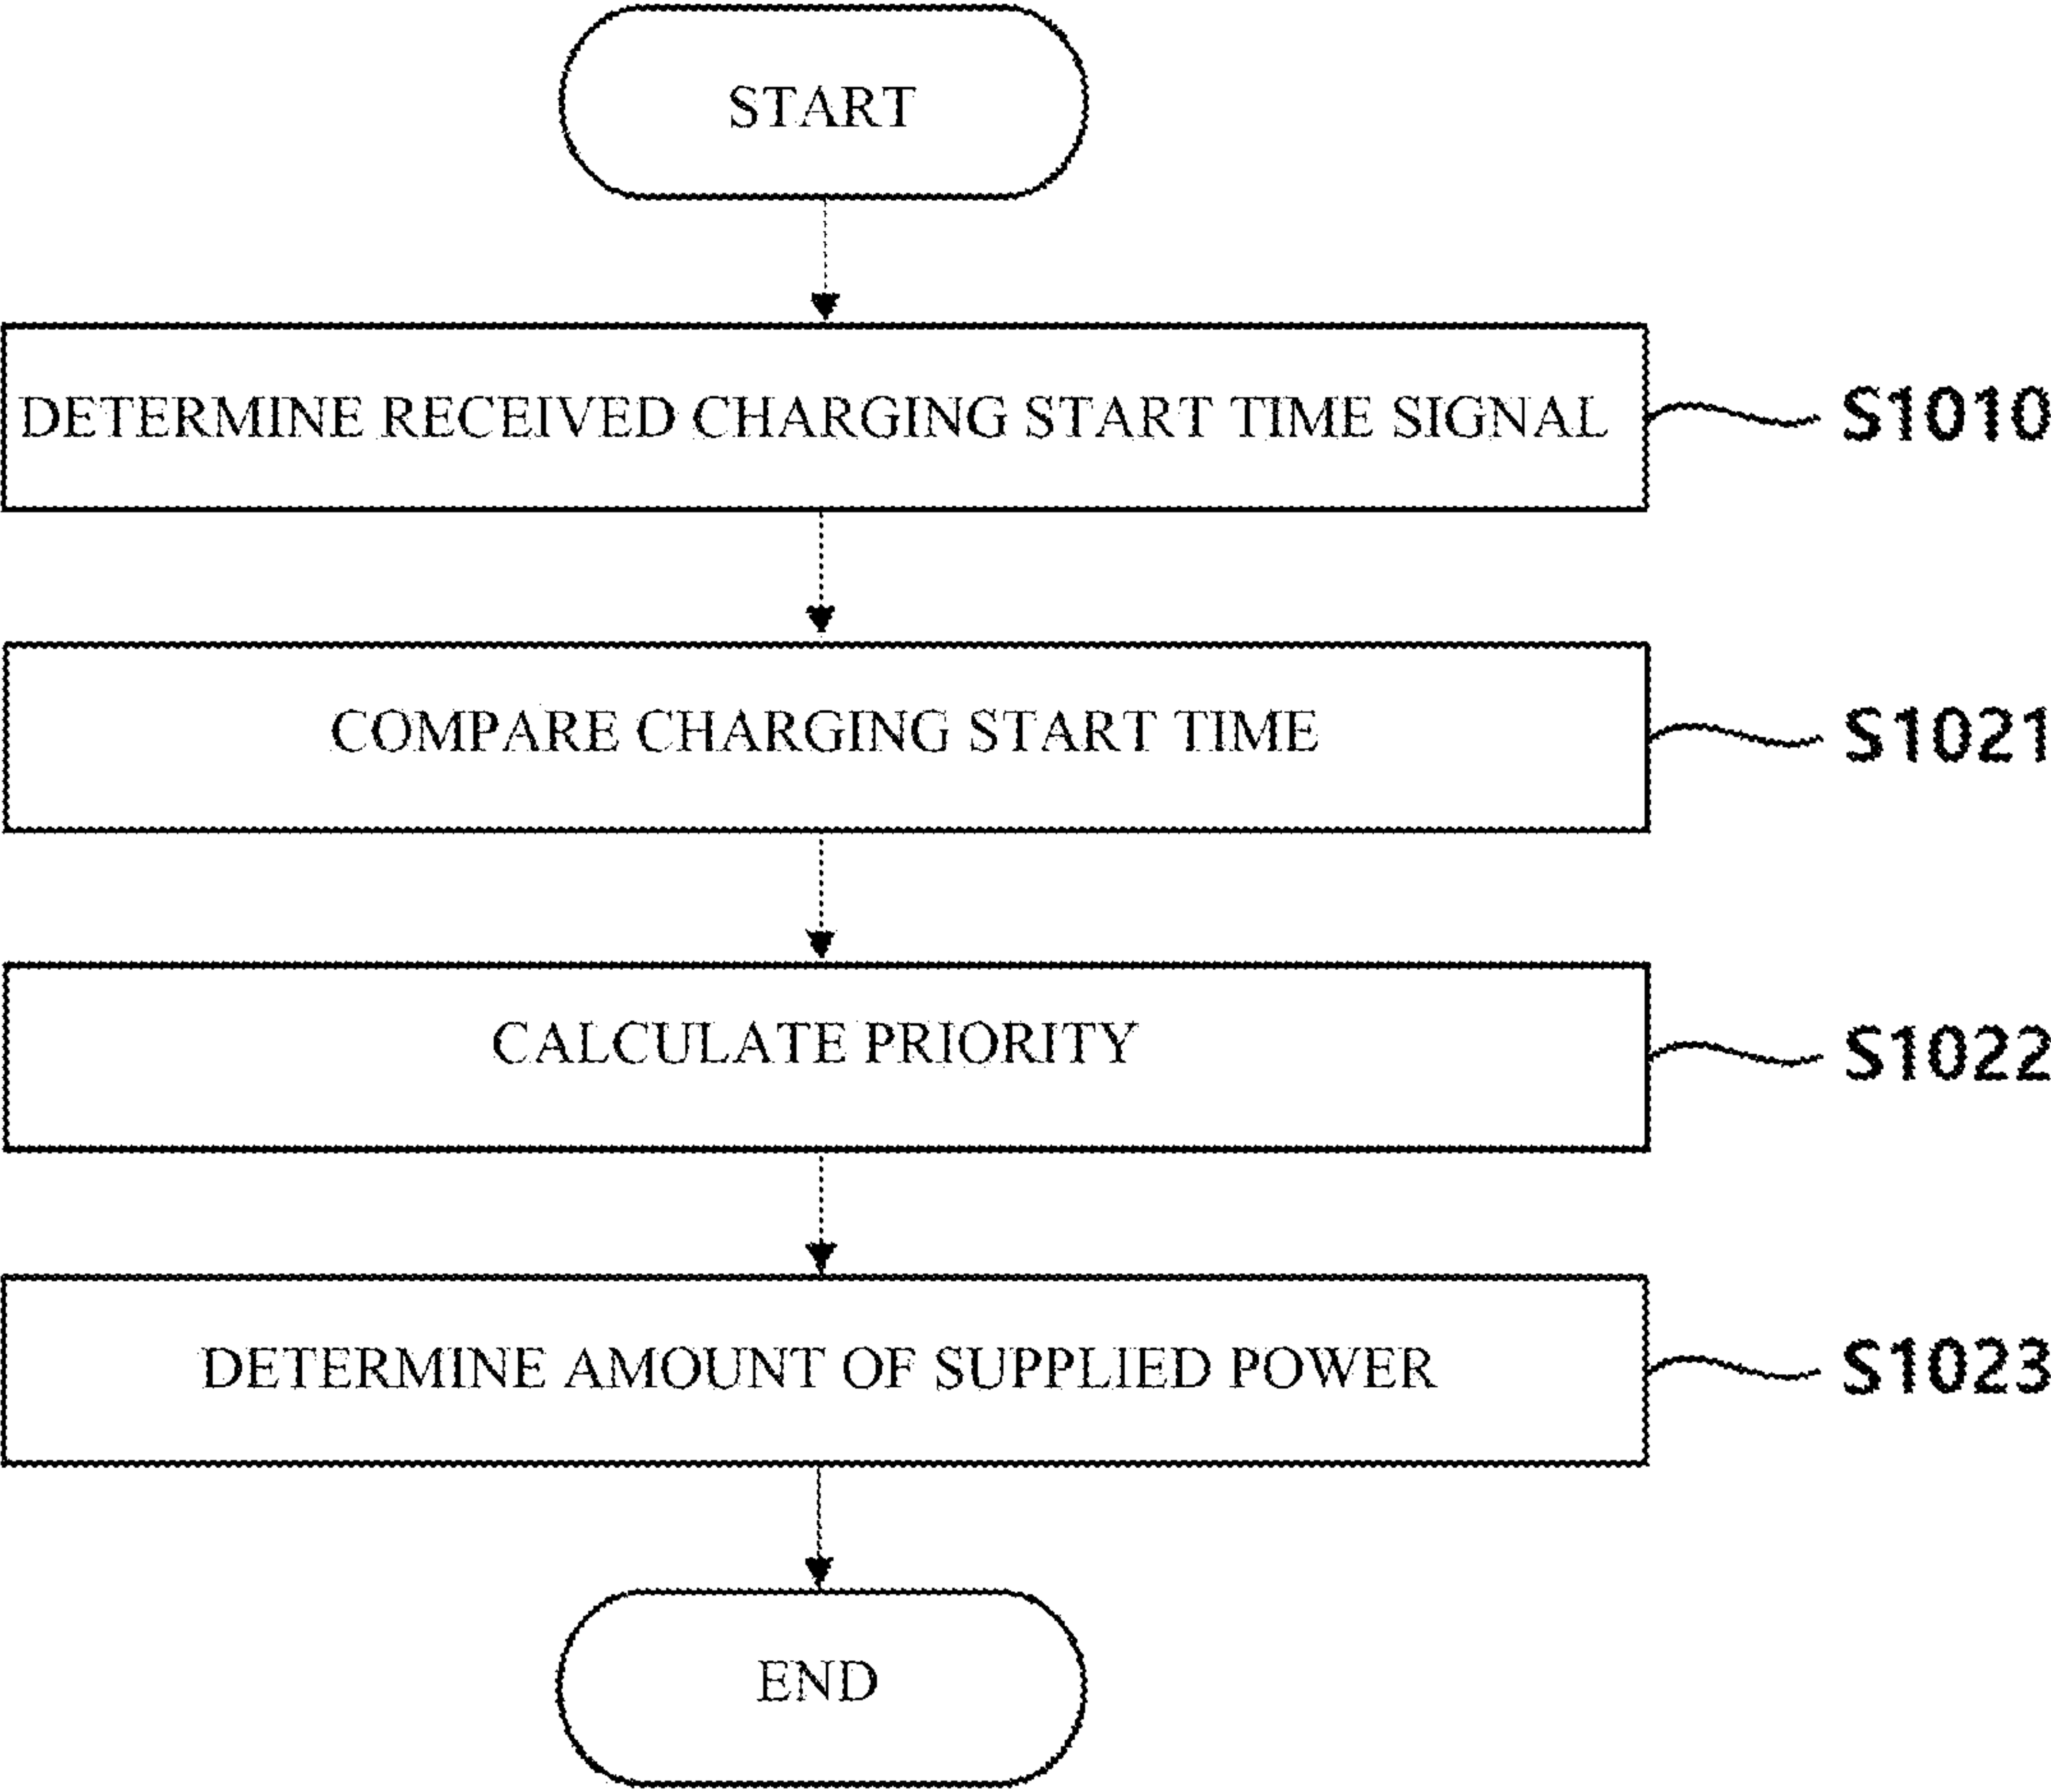 START
DETERMINE RECEIVED CHARGING START TIME SIGNAL S1010
COMPARE CHARGING START TIME S1021
CALCULATE PRIORITY S1022
DETERMINE AMOUNT OF SUPPLIED POWER S1023
END